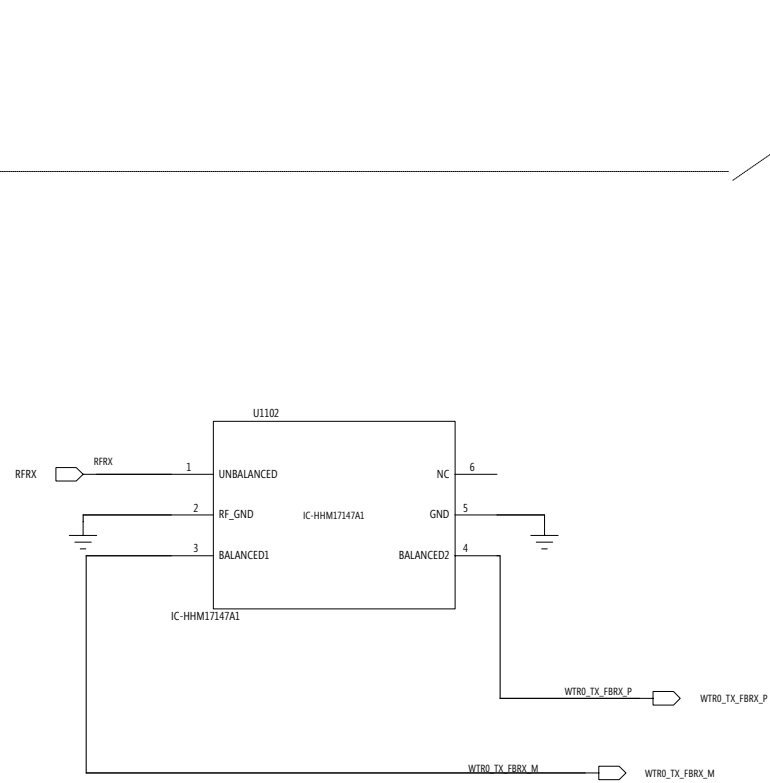 U1102
RFRX
RFRX
1
UNBALANCED
NC
6
2
RF_GND
IC-HHM17147A1
GND
5
3
BALANCED1
BALANCED2
4
IC-HHM17147A1
WTR0_TX_FBRX_P
WTR0_TX_FBRX_P
WTR0_TX_FBRX_M
WTR0_TX_FBRX_M